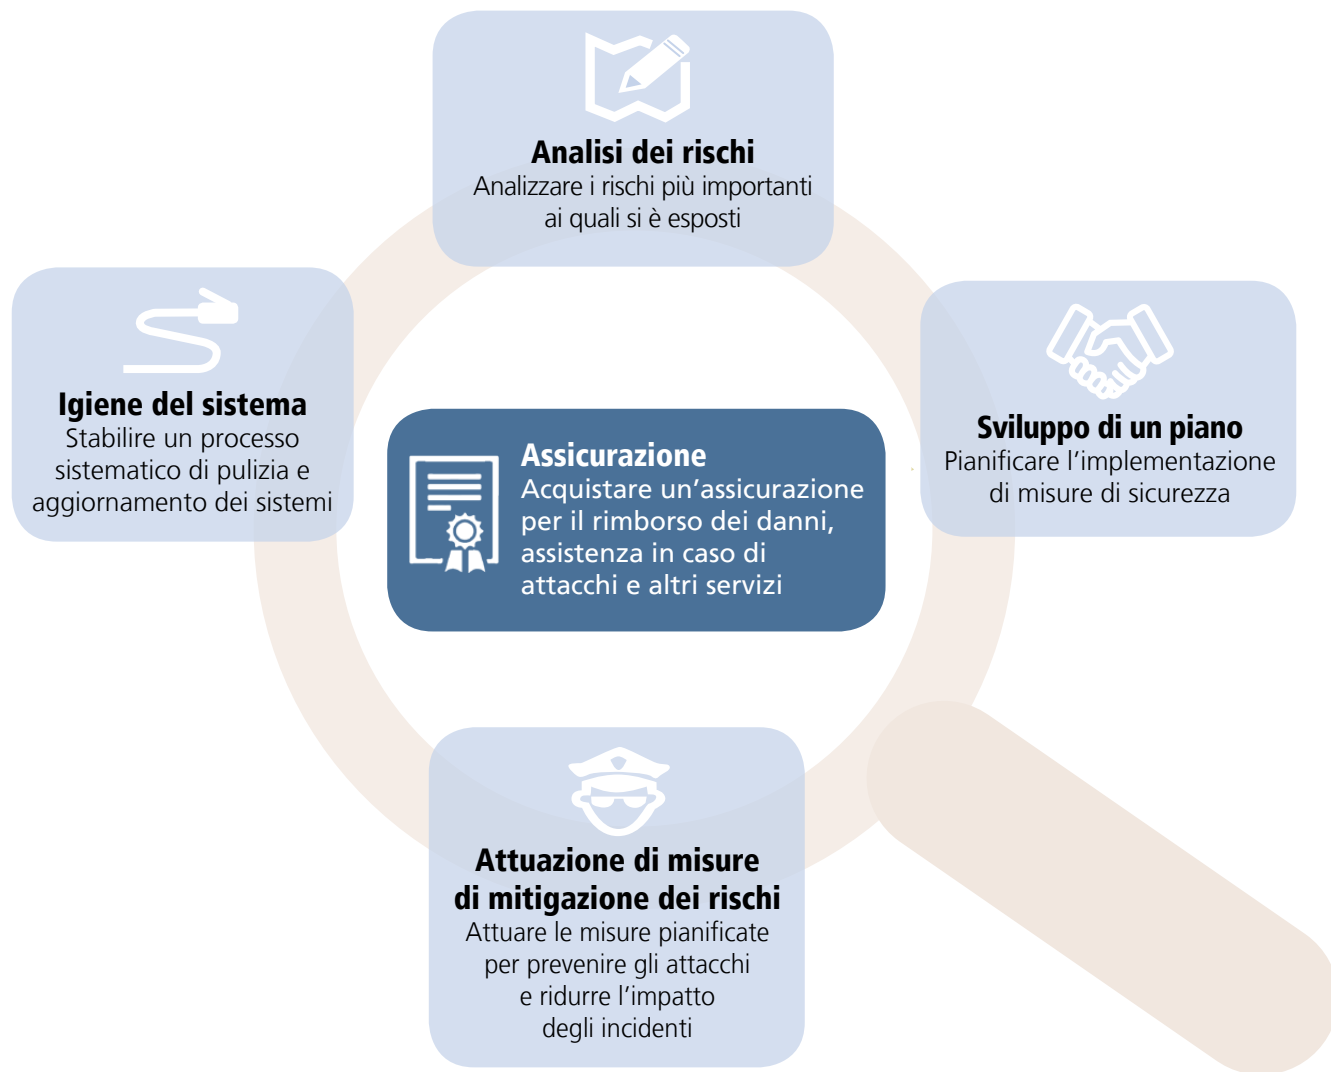 Analisi dei rischi
Analizzare i rischi più importanti
ai quali si è esposti
Igiene del sistema
Stabilire un processo
sistematico di pulizia e
aggiornamento dei sistemi
Sviluppo di un piano
Pianificare l’implementazione
di misure di sicurezza
Assicurazione
Acquistare un’assicurazione
per il rimborso dei danni,
assistenza in caso di
attacchi e altri servizi
Attuazione di misure
di mitigazione dei rischi
Attuare le misure pianificate
per prevenire gli attacchi
e ridurre l’impatto
degli incidenti